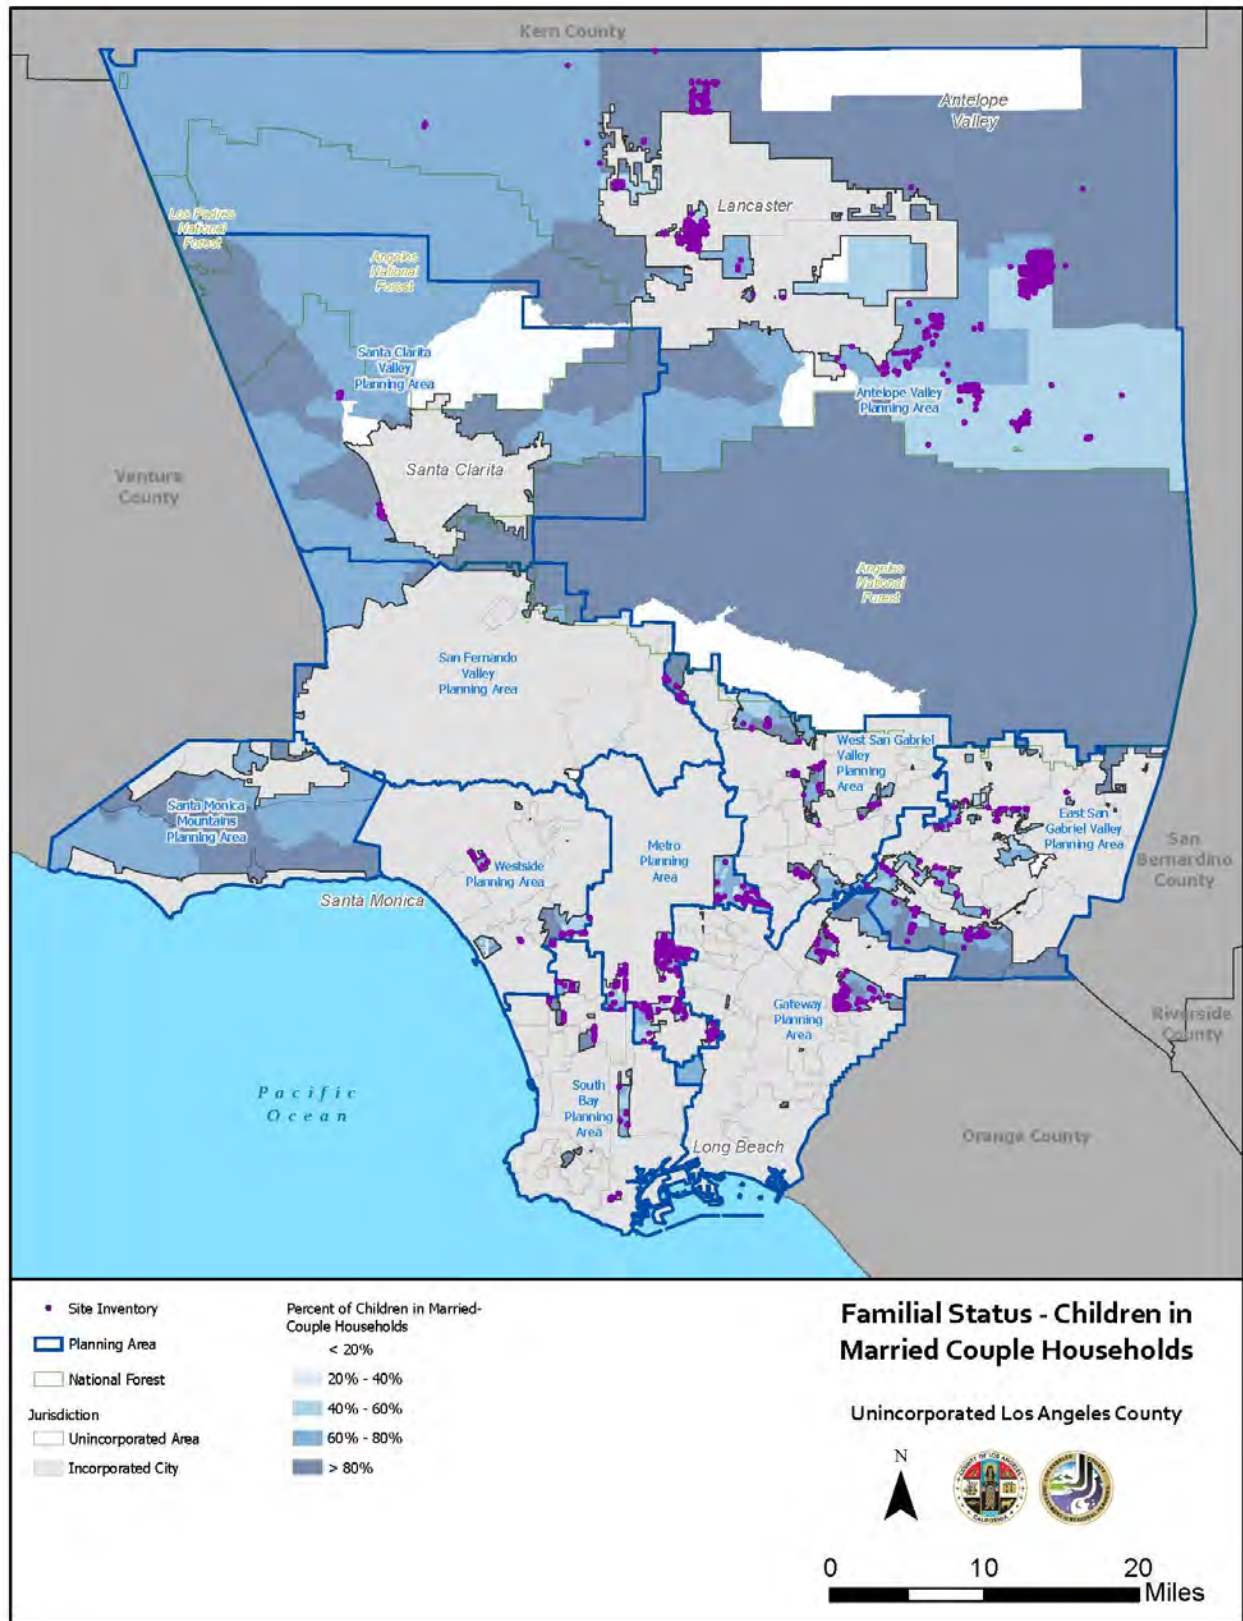 Kern County
Antelope
Valley
Lancaster
Los Padres
National
Forest
Angeles
National
Forest
Santa Clarita
Valley
Planning Area
Antelope Valley
Planning Area
Santa Clarita
Ventura
County
Angeles
National
Forest
San Fernando
Valley
Planning Area
West San Gabriel
Valley
Planning
Area
Santa Monica
Mountains
Planning Area
East San
Gabriel Valley
Planning Area
Metro
Planning
Area
Westside
Planning Area
San
Bernardino
County
Santa Monica
Gateway
Planning
Area
Riverside
County
Pacific
Ocean
South
Bay
Planning
Area
Orange County
Long Beach
Site Inventory
Planning Area
National Forest
Jurisdiction
Unincorporated Area
Incorporated City
Percent of Children in Married-
Couple Households
< 20%
20% - 40%
40% - 60%
60% - 80%
> 80%
Familial Status - Children in
Married Couple Households
Unincorporated Los Angeles County
N
COUNTY OF LOS ANGELES
CALIFORNIA
0 10 20
Miles